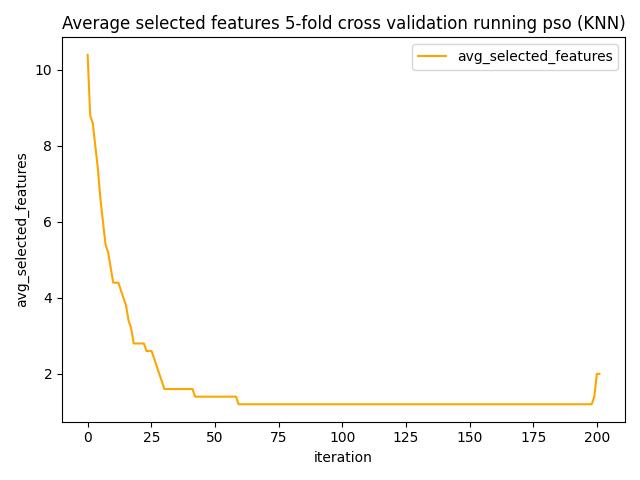 Average selected features 5-fold cross validation running pso (KNN)
avg_selected_features
10
8
6
4
2
avg_selected_features
0 25 50 75 100 125 150 175 200
iteration